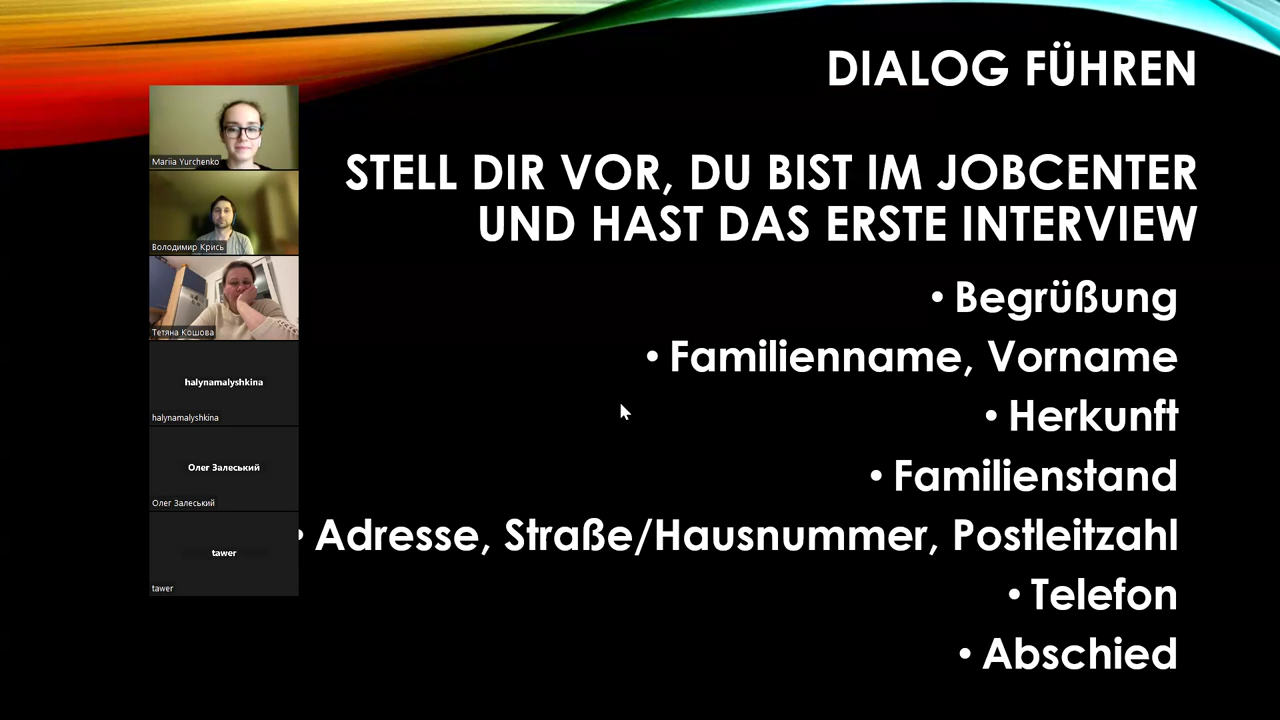 DIALOG FÜHREN
STELL DIR VOR, DU BIST IM JOBCENTER
UND HAST DAS ERSTE INTERVIEW
• Begrüßung
• Familienname, Vorname
• Herkunft
• Familienstand
• Adresse, Straße/Hausnummer, Postleitzahl
• Telefon
• Abschied
Mariia Yurchenko
Володимир Крись
Тетяна Кошова
halynamalyshkina
halynamalyshkina
Олег Залеський
Олег Залеський
tawer
tawer